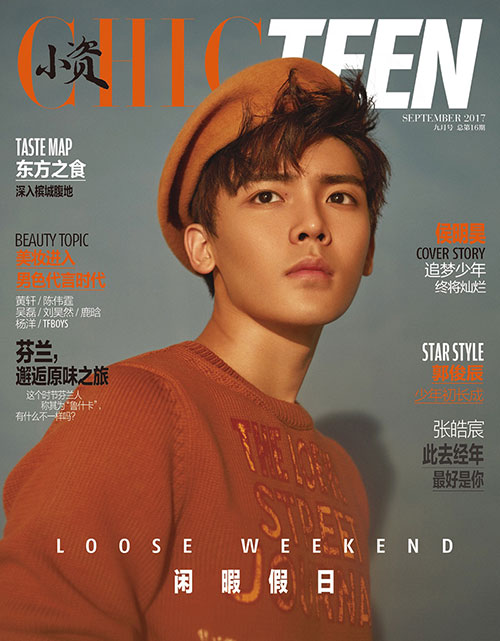 小资 CHIC TEEN
SEPTEMBER 2017
九月号 总第16期
TASTE MAP
东方之食
深入槟城腹地
BEAUTY TOPIC
美妆进入
男色代言时代
黄轩 / 陈伟霆
吴磊 / 刘昊然 / 鹿晗
杨洋 / TFBOYS
芬兰,
邂逅原味之旅
这个时节芬兰人
称其为“鲁什卡”,
有什么不一样吗?
侯明昊
COVER STORY
追梦少年
终将灿烂
STAR STYLE
郭俊辰
少年初长成
张皓宸
此去经年
最好是你
THE LOCAL
STREET
JOURNAL
LOOSE WEEKEND
闲暇假日